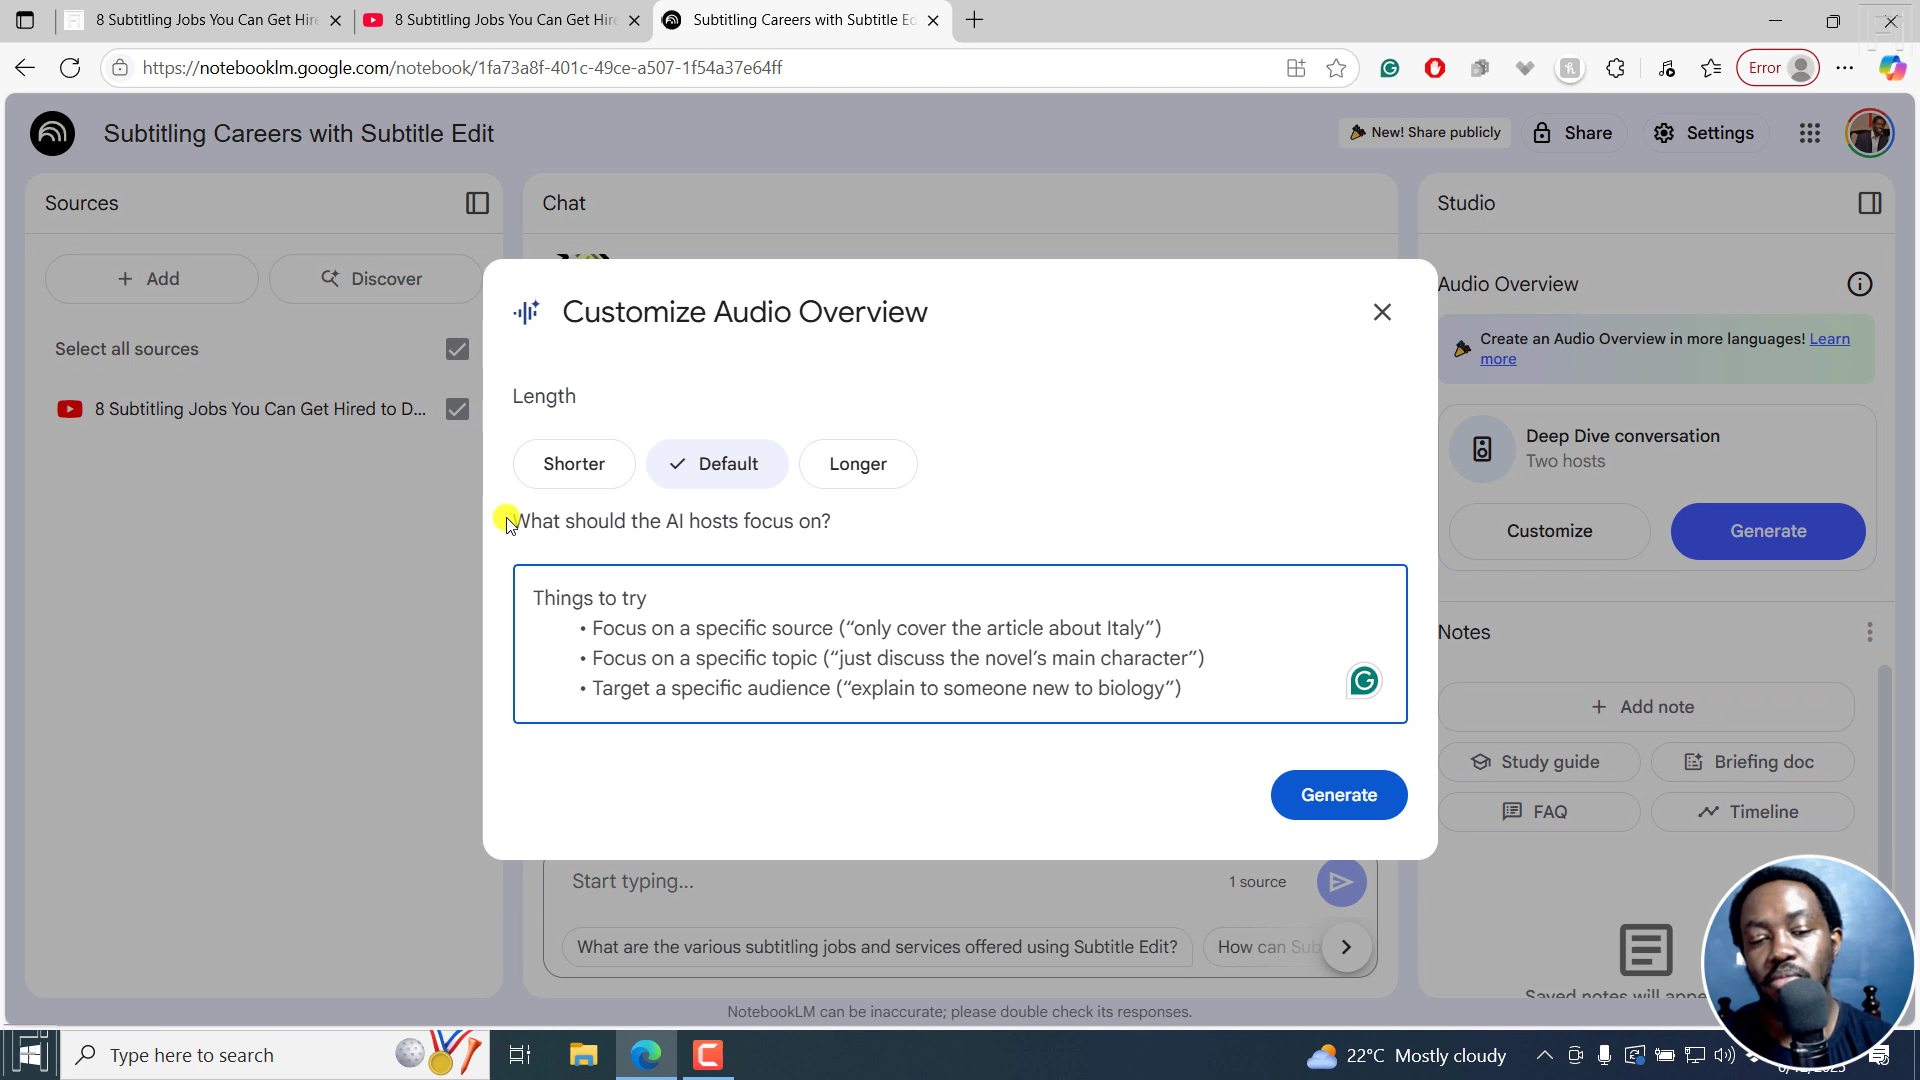 8 Subtitling Jobs You Can Get Hir
8 Subtitling Jobs You Can Get Hire
Subtitling Careers with Subtitle Ed
https://notebooklm.google.com/notebook/1fa73a8f-401c-49ce-a507-1f54a37e64ff
Error
Subtitling Careers with Subtitle Edit
New! Share publicly
Share
Settings
Sources
Chat
Studio
+ Add
Discover
Select all sources
8 Subtitling Jobs You Can Get Hired to D...
Customize Audio Overview
Length
Shorter
Default
Longer
What should the AI hosts focus on?
Things to try
• Focus on a specific source (“only cover the article about Italy”)
• Focus on a specific topic (“just discuss the novel’s main character”)
• Target a specific audience (“explain to someone new to biology”)
Generate
Audio Overview
Create an Audio Overview in more languages! Learn
more
Deep Dive conversation
Two hosts
Customize
Generate
Notes
+ Add note
Study guide
Briefing doc
FAQ
Timeline
Start typing...
1 source
What are the various subtitling jobs and services offered using Subtitle Edit?
How can Sub
NotebookLM can be inaccurate; please double check its responses.
Type here to search
22°C Mostly cloudy